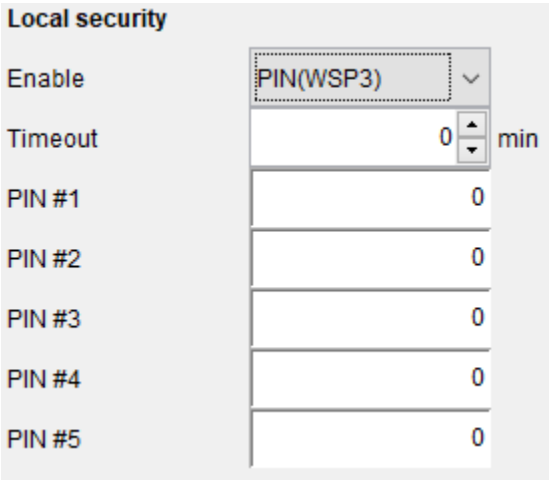 Local security
Enable PIN(WSP3)
Timeout 0 min
PIN #1 0
PIN #2 0
PIN #3 0
PIN #4 0
PIN #5 0